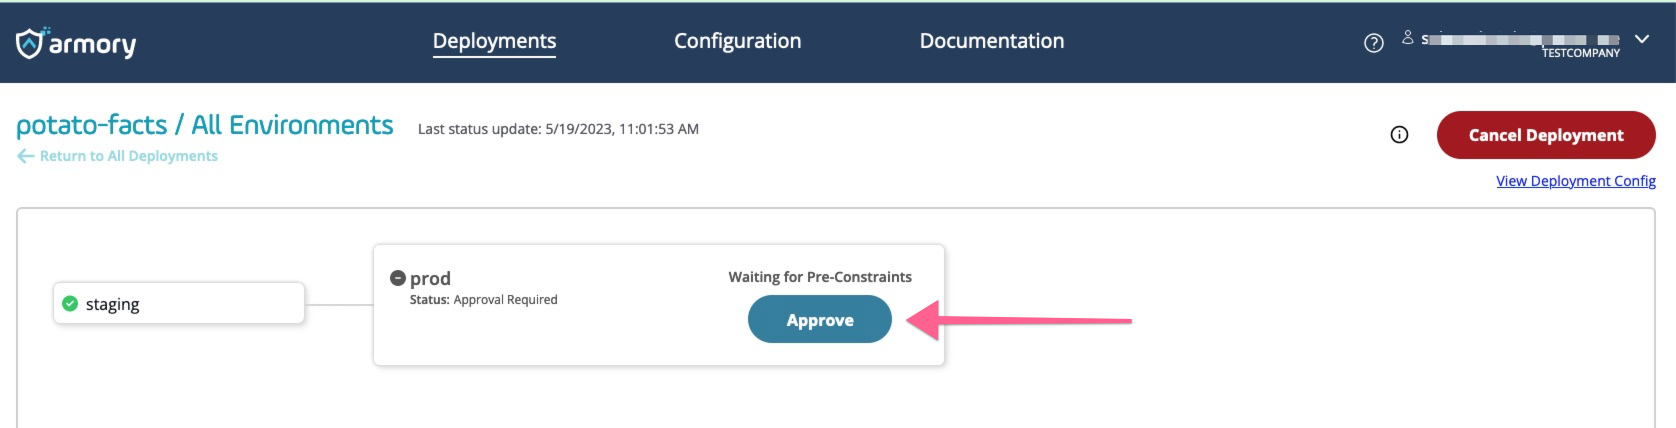 armory
Deployments
Configuration
Documentation
TESTCOMPANY
potato-facts / All Environments
Last status update: 5/19/2023, 11:01:53 AM
Cancel Deployment
Return to All Deployments
View Deployment Config
staging
prod
Status: Approval Required
Waiting for Pre-Constraints
Approve